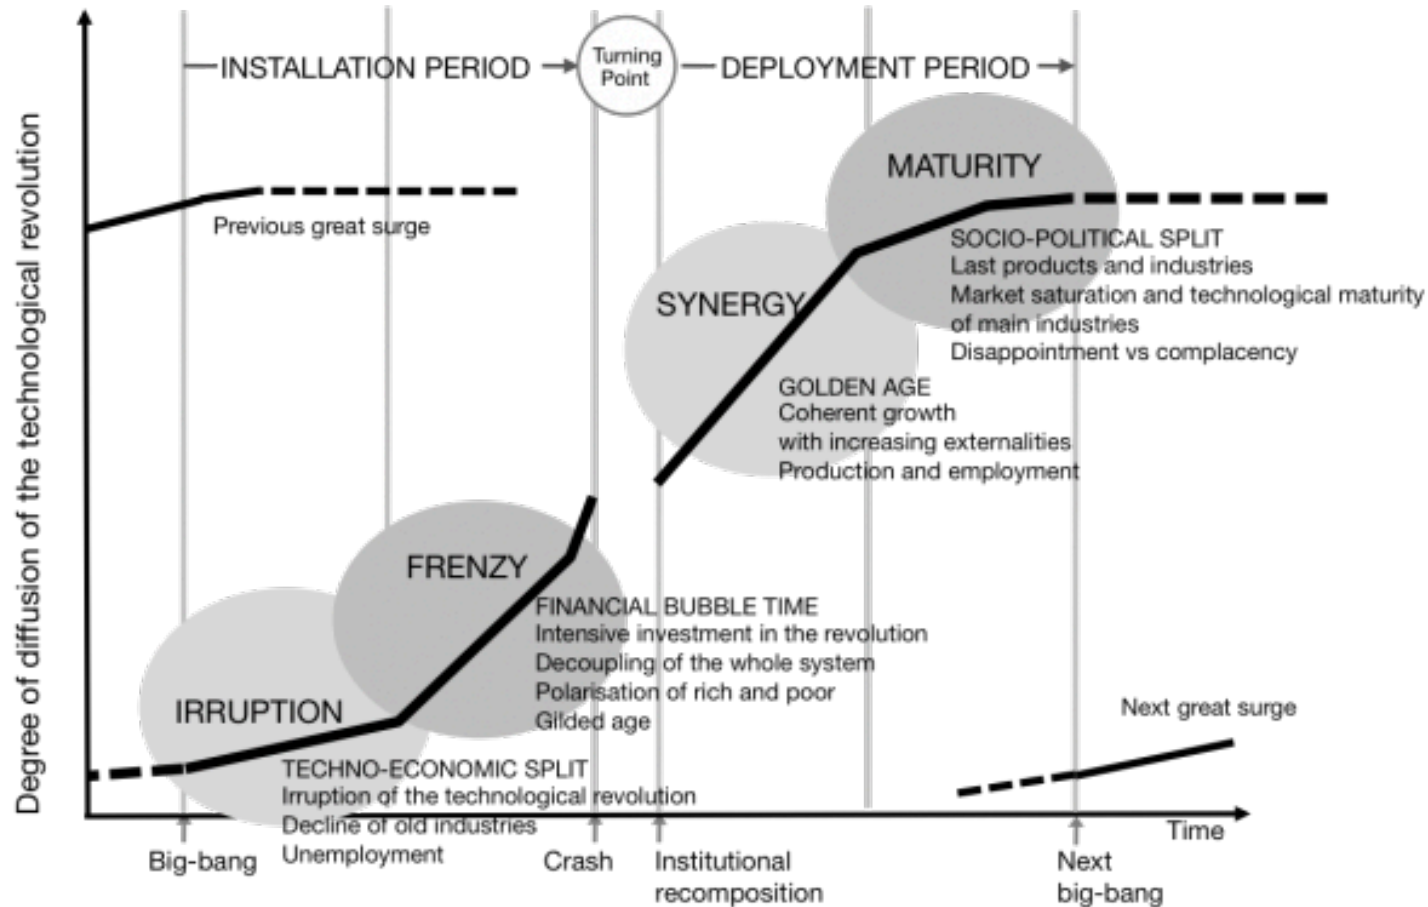 Degree of diffusion of the technological revolution
INSTALLATION PERIOD
Turning
Point
DEPLOYMENT PERIOD
Previous great surge
MATURITY
SOCIO-POLITICAL SPLIT
Last products and industries
Market saturation and technological maturity
of main industries
Disappointment vs complacency
SYNERGY
GOLDEN AGE
Coherent growth
with increasing externalities
Production and employment
FRENZY
FINANCIAL BUBBLE TIME
Intensive investment in the revolution
Decoupling of the whole system
Polarisation of rich and poor
Gilded age
IRRUPTION
TECHNO-ECONOMIC SPLIT
Irruption of the technological revolution
Decline of old industries
Unemployment
Next great surge
Time
Big-bang
Crash
Institutional
recomposition
Next
big-bang